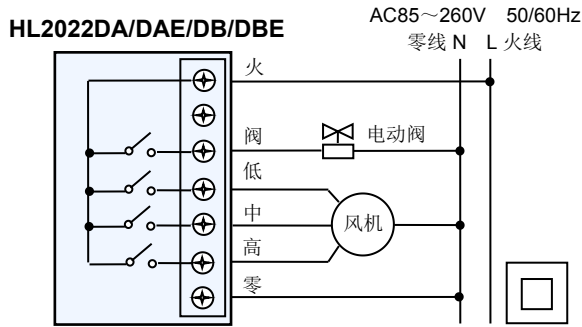 AC85～260V 50/60Hz
HL2022DA/DAE/DB/DBE
零线 N L 火线
火
阀 电动阀
低
中 风机
高
零